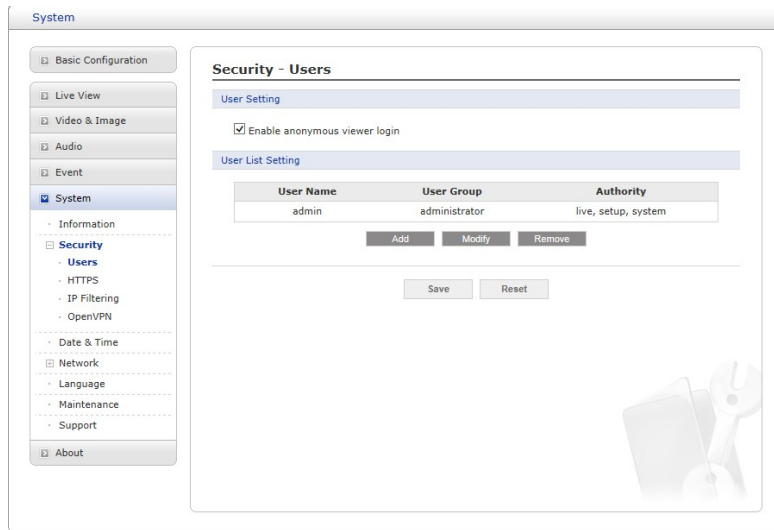 System
Basic Configuration
Live View
Video & Image
Audio
Event
System
Information
Security
Users
HTTPS
IP Filtering
OpenVPN
Date & Time
Network
Language
Maintenance
Support
About
Security - Users
User Setting
Enable anonymous viewer login
User List Setting
User Name User Group Authority
admin administrator live, setup, system
Add Modify Remove
Save Reset